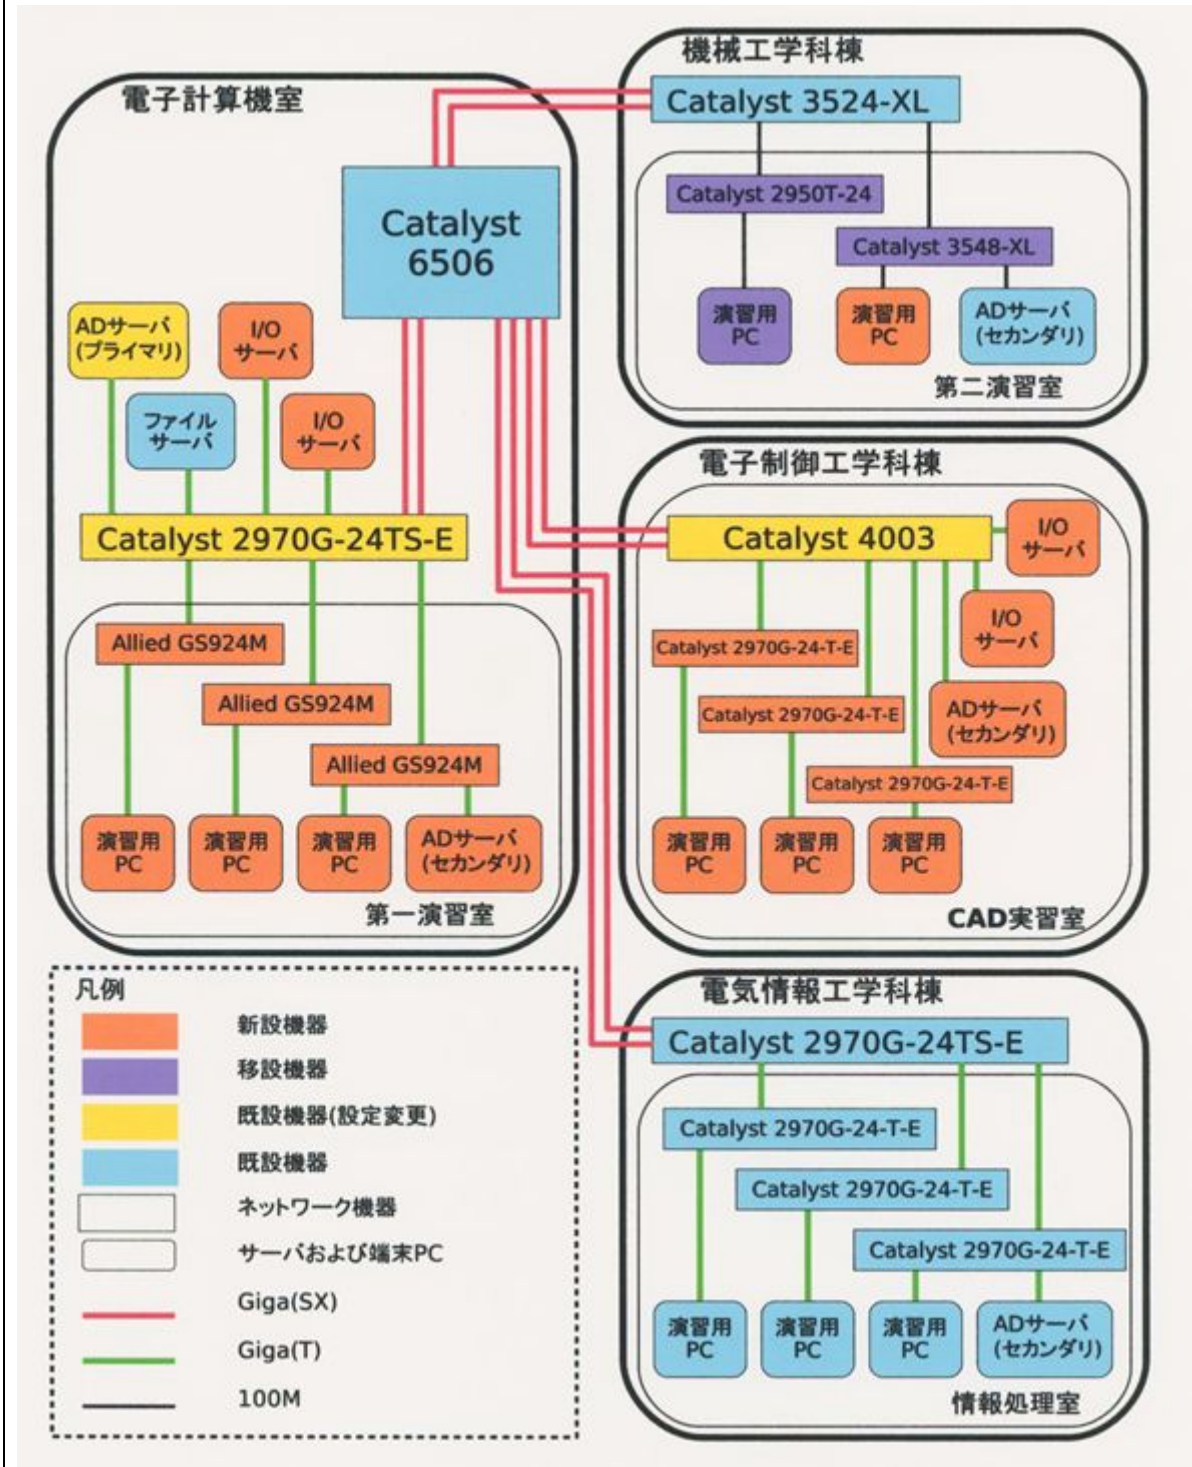 電子計算機室
Catalyst
6506
ADサーバ
(プライマリ)
I/O
サーバ
ファイル
サーバ
I/O
サーバ
Catalyst 2970G-24TS-E
Allied GS924M
Allied GS924M
Allied GS924M
演習用
PC
演習用
PC
演習用
PC
ADサーバ
(セカンダリ)
第一演習室
機械工学科棟
Catalyst 3524-XL
Catalyst 2950T-24
Catalyst 3548-XL
演習用
PC
演習用
PC
ADサーバ
(セカンダリ)
第二演習室
電子制御工学科棟
Catalyst 4003
I/O
サーバ
I/O
サーバ
Catalyst 2970G-24-T-E
Catalyst 2970G-24-T-E
ADサーバ
(セカンダリ)
Catalyst 2970G-24-T-E
演習用
PC
演習用
PC
演習用
PC
CAD実習室
電気情報工学科棟
Catalyst 2970G-24TS-E
Catalyst 2970G-24-T-E
Catalyst 2970G-24-T-E
Catalyst 2970G-24-T-E
演習用
PC
演習用
PC
演習用
PC
ADサーバ
(セカンダリ)
情報処理室
凡例
新設機器
移設機器
既設機器(設定変更)
既設機器
ネットワーク機器
サーバおよび端末PC
Giga(SX)
Giga(T)
100M